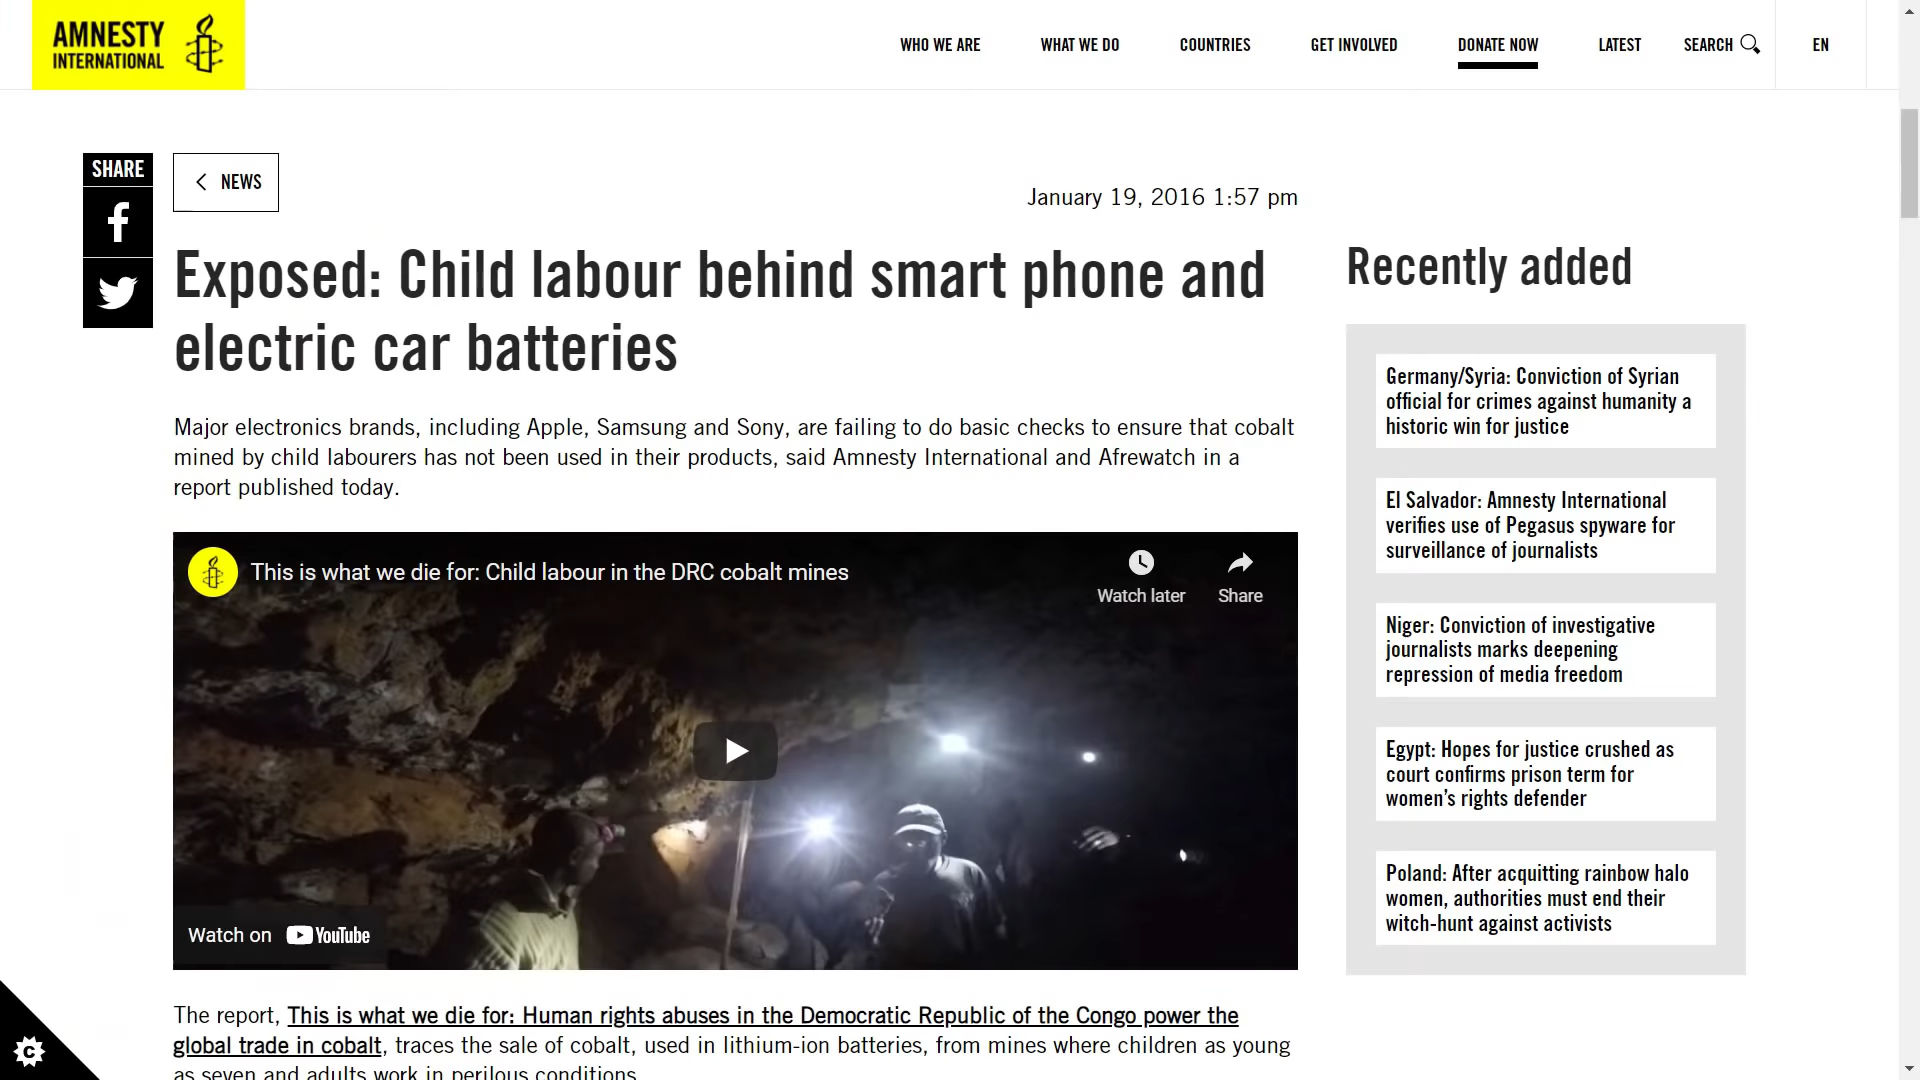 AMNESTY
INTERNATIONAL
WHO WE ARE
WHAT WE DO
COUNTRIES
GET INVOLVED
DONATE NOW
LATEST
SEARCH
EN
SHARE
NEWS
January 19, 2016 1:57 pm
Exposed: Child labour behind smart phone and
electric car batteries
Major electronics brands, including Apple, Samsung and Sony, are failing to do basic checks to ensure that cobalt
mined by child labourers has not been used in their products, said Amnesty International and Afrewatch in a
report published today.
This is what we die for: Child labour in the DRC cobalt mines
Watch later
Share
Watch on YouTube
The report, This is what we die for: Human rights abuses in the Democratic Republic of the Congo power the
global trade in cobalt, traces the sale of cobalt, used in lithium-ion batteries, from mines where children as young
as seven and adults work in perilous conditions.
Recently added
Germany/Syria: Conviction of Syrian
official for crimes against humanity a
historic win for justice
El Salvador: Amnesty International
verifies use of Pegasus spyware for
surveillance of journalists
Niger: Conviction of investigative
journalists marks deepening
repression of media freedom
Egypt: Hopes for justice crushed as
court confirms prison term for
women’s rights defender
Poland: After acquitting rainbow halo
women, authorities must end their
witch-hunt against activists